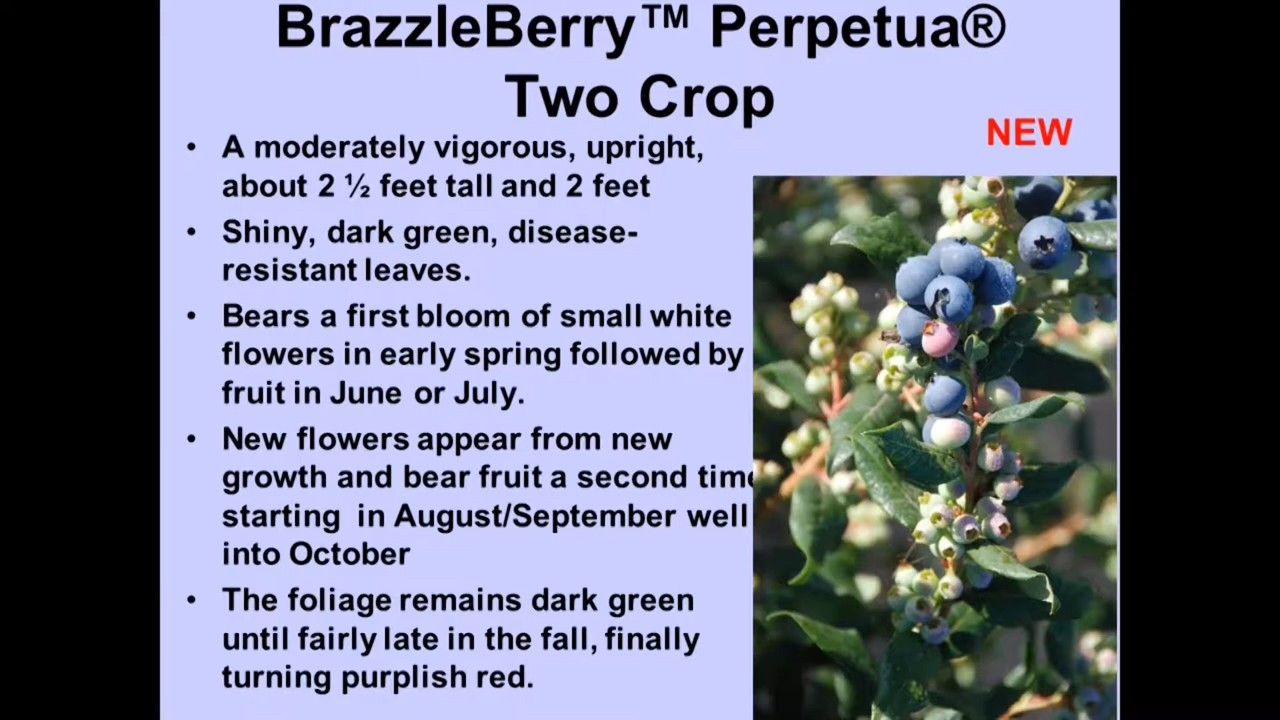 BrazzleBerry™ Perpetua®
Two Crop
NEW
• A moderately vigorous, upright,
about 2 ½ feet tall and 2 feet
• Shiny, dark green, disease-
resistant leaves.
• Bears a first bloom of small white
flowers in early spring followed by
fruit in June or July.
• New flowers appear from new
growth and bear fruit a second time
starting in August/September well
into October
• The foliage remains dark green
until fairly late in the fall, finally
turning purplish red.